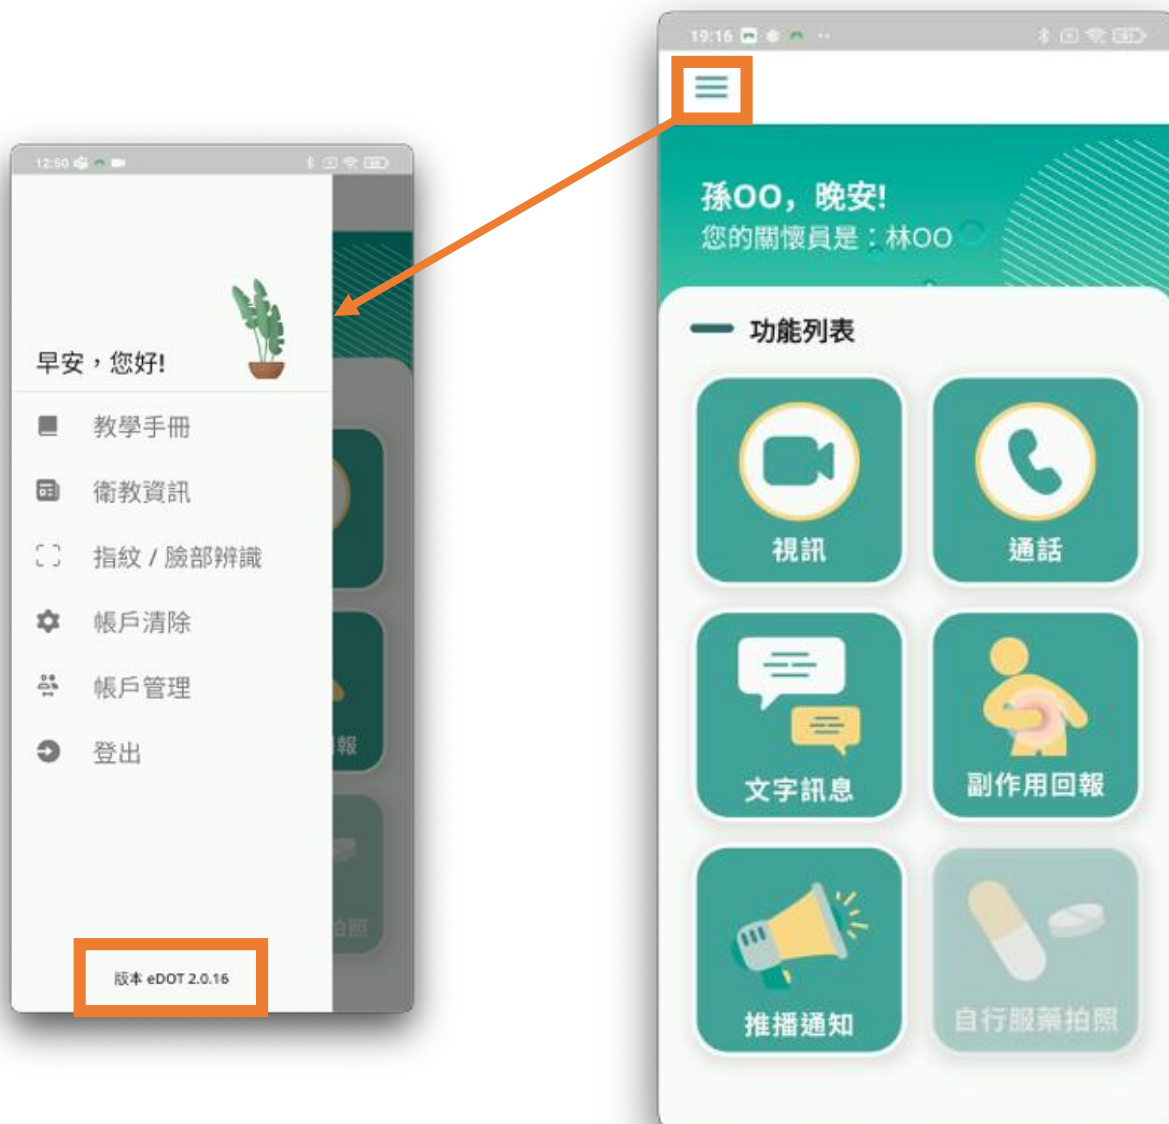 12:50
早安，您好!
教學手冊
衛教資訊
指紋 / 臉部辨識
帳戶清除
帳戶管理
登出
報
拍照
版本 eDOT 2.0.16
19:16
孫OO，晚安!
您的關懷員是：林OO
功能列表
視訊
通話
文字訊息
副作用回報
推播通知
自行服藥拍照